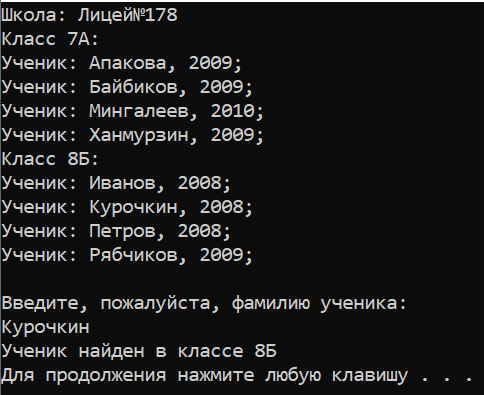 Школа: Лицей№178
Класс 7А:
Ученик: Апакова, 2009;
Ученик: Байбиков, 2009;
Ученик: Мингалеев, 2010;
Ученик: Ханмурзин, 2009;
Класс 8Б:
Ученик: Иванов, 2008;
Ученик: Курочкин, 2008;
Ученик: Петров, 2008;
Ученик: Рябчиков, 2009;
Введите, пожалуйста, фамилию ученика:
Курочкин
Ученик найден в классе 8Б
Для продолжения нажмите любую клавишу . . .